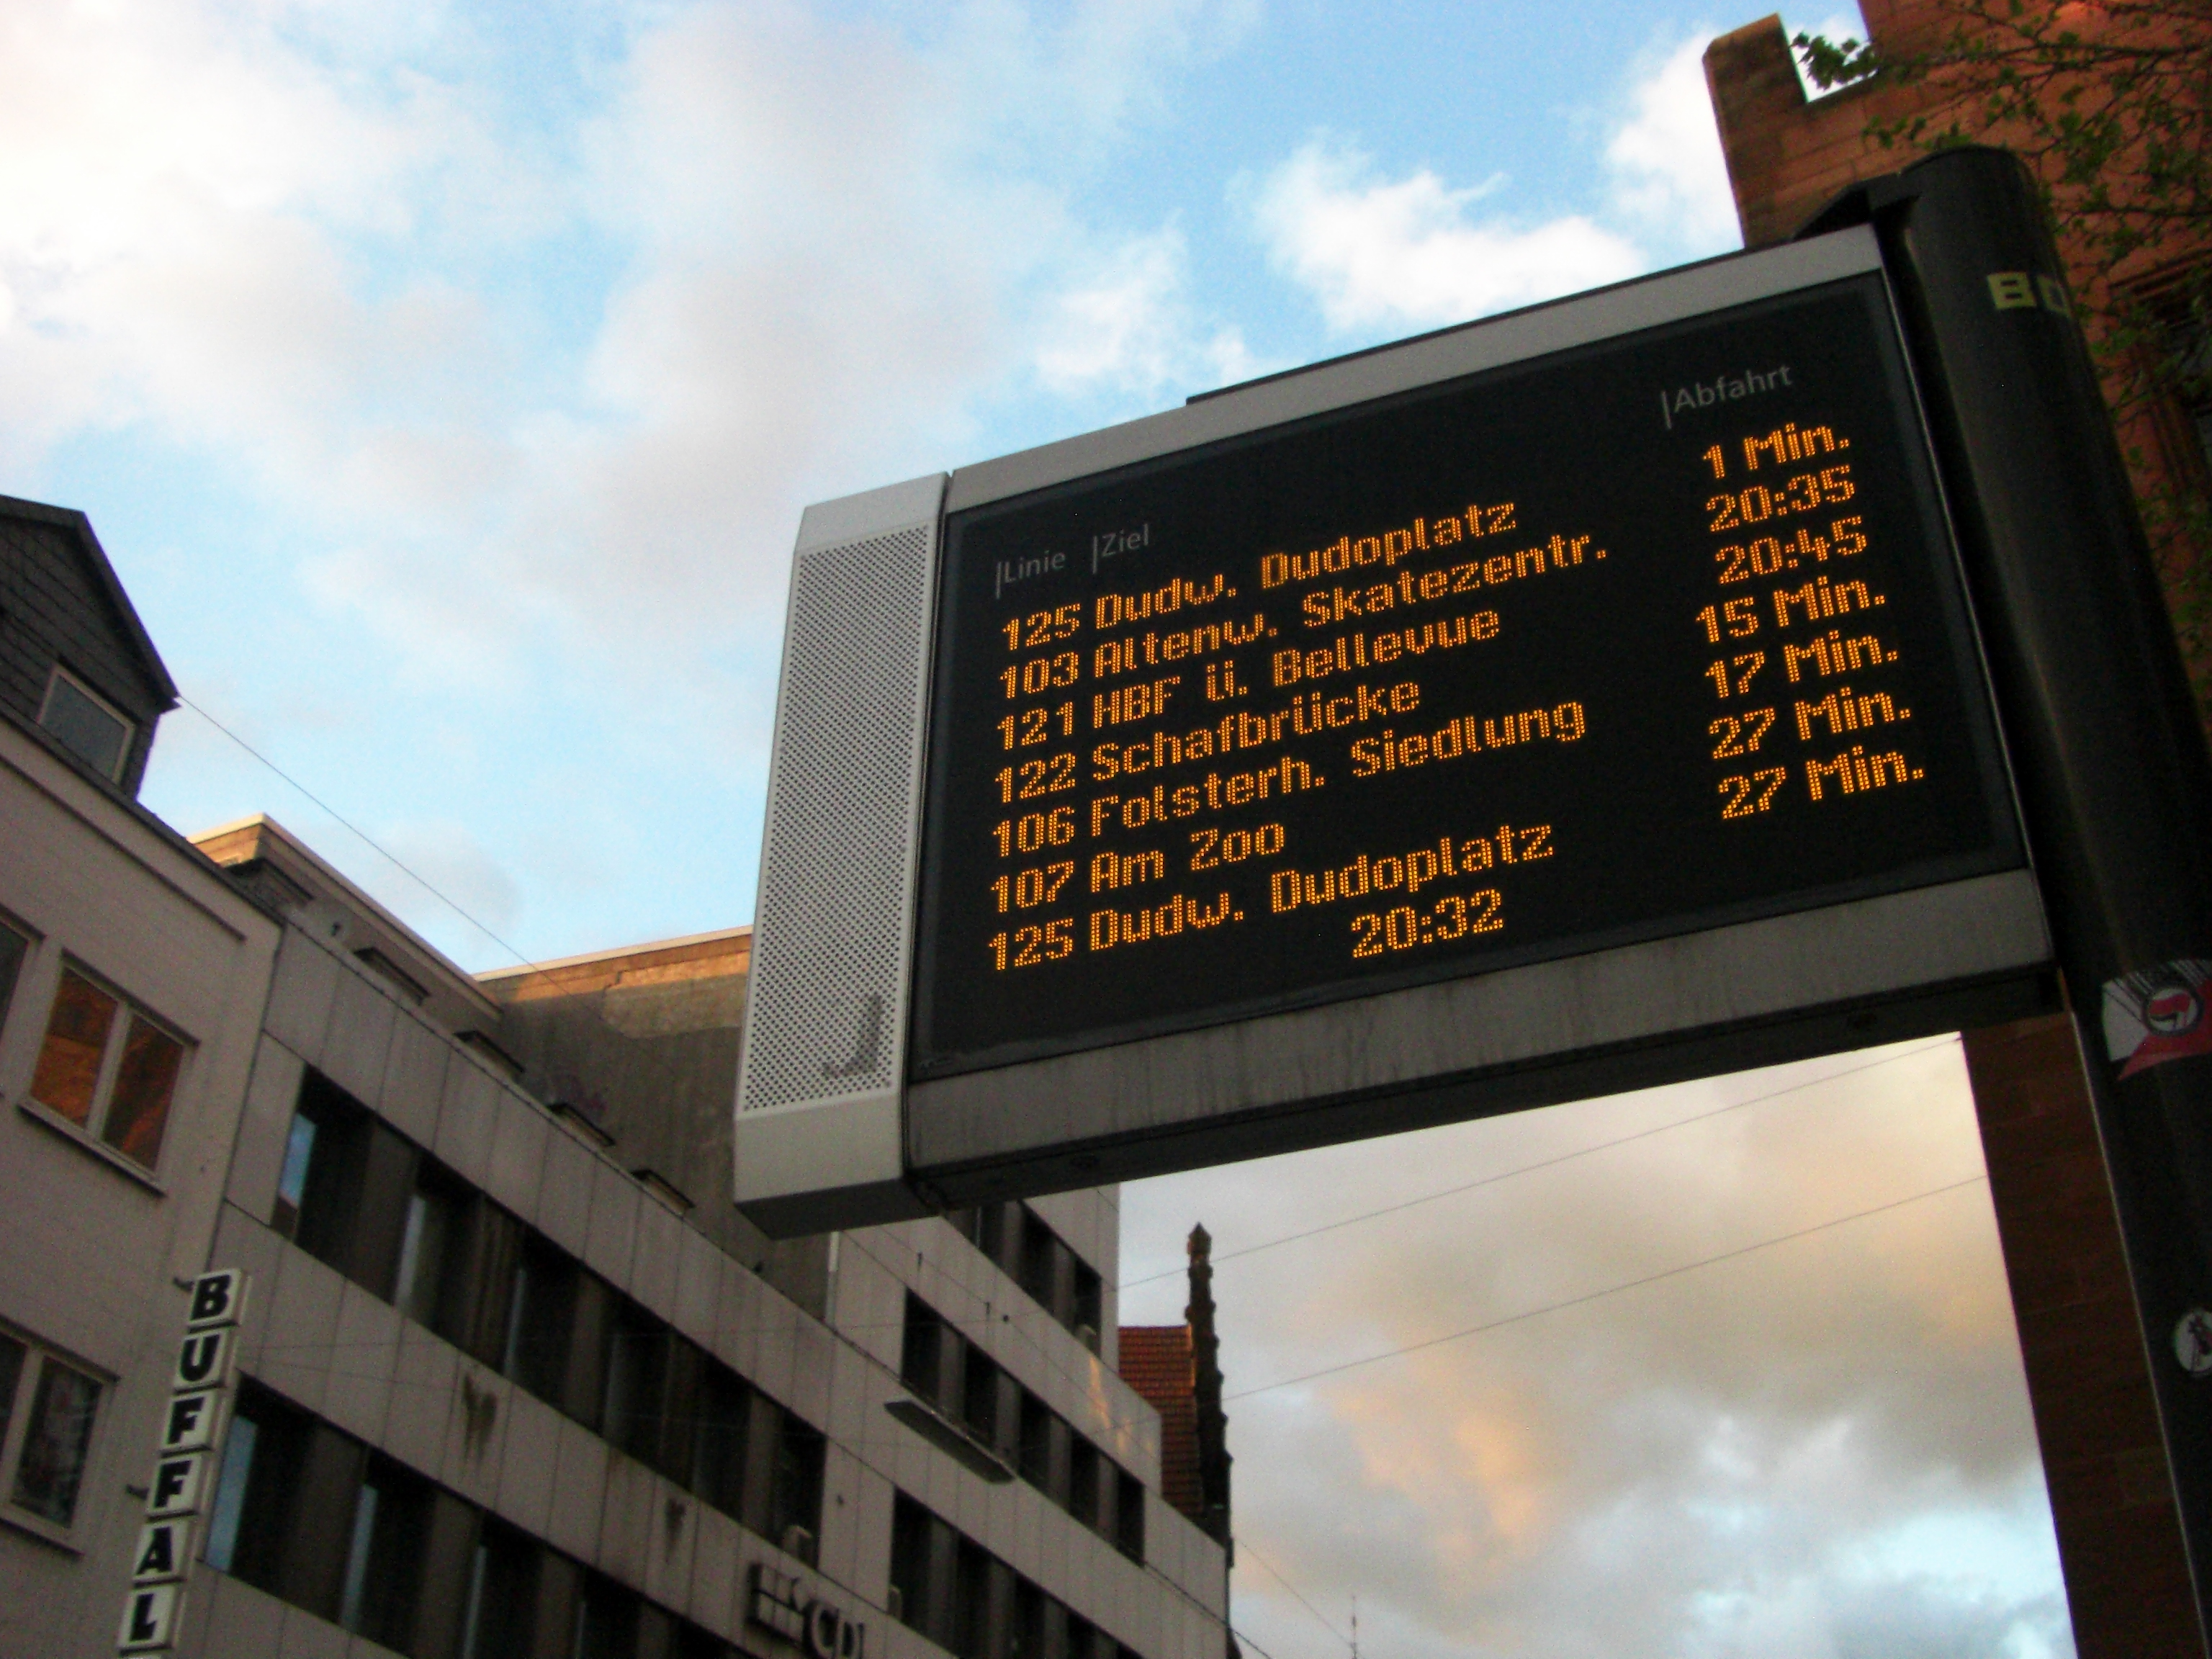 Linie Ziel Abfahrt
125 Dudw. Dudoplatz 1 Min.
103 Altenw. Skatezentr. 20:35
121 HBF ü. Bellevue 20:45
122 Schafbrücke 15 Min.
106 Folsterh. Siedlung 17 Min.
107 Am Zoo 27 Min.
125 Dudw. Dudoplatz 27 Min.
20:32
BUFFAL